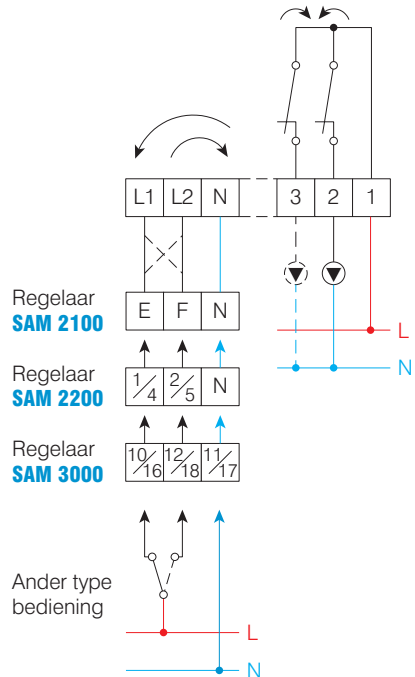 L1 L2 N 3 2 1
Regelaar
SAM 2100
E F N
L
N
Regelaar
SAM 2200
1/4 2/5 N
Regelaar
SAM 3000
10/16 12/18 11/17
Ander type
bediening
L
N